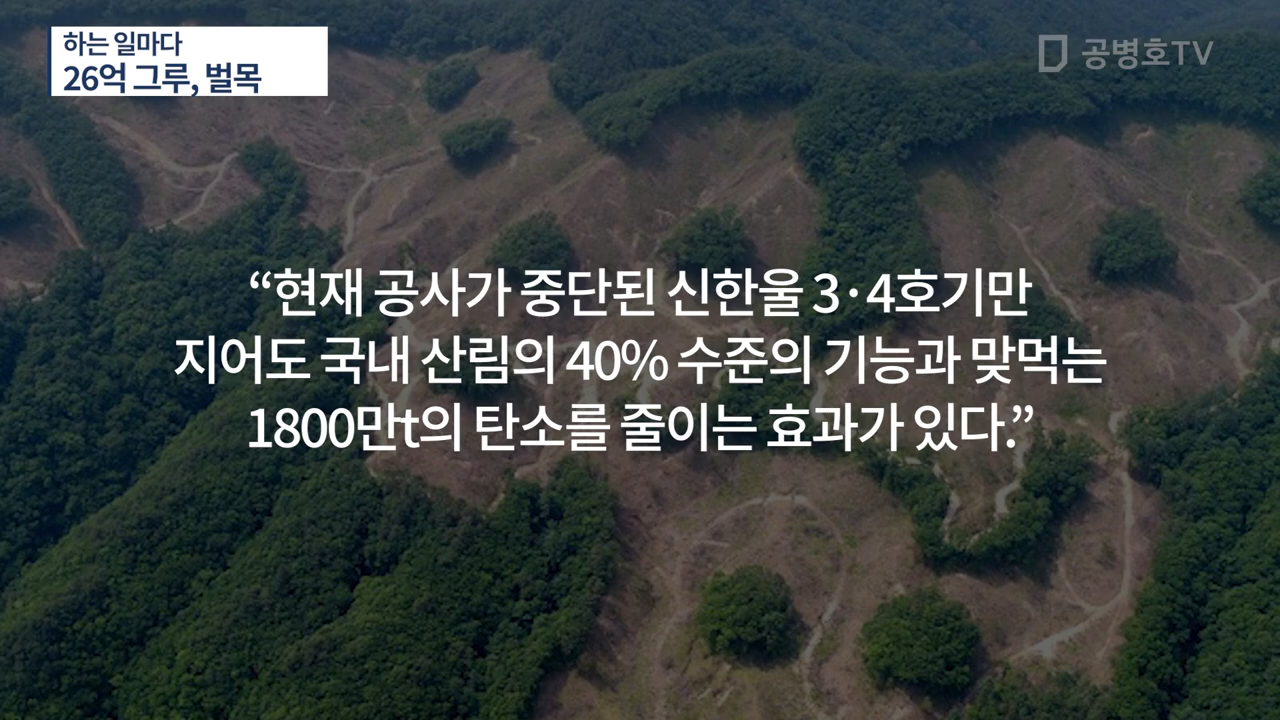 하는 일마다
26억 그루, 벌목
공병호TV
“현재 공사가 중단된 신한울 3·4호기만
지어도 국내 산림의 40% 수준의 기능과 맞먹는
1800만t의 탄소를 줄이는 효과가 있다.”